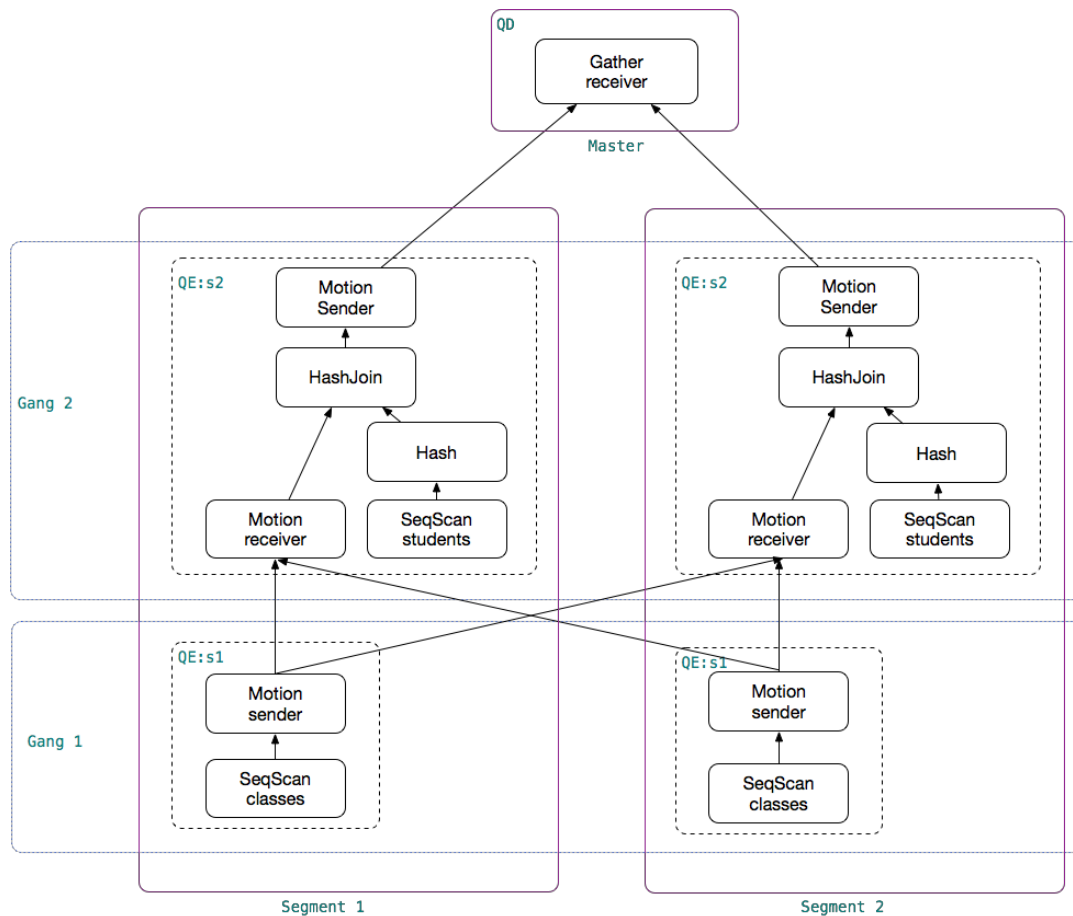 QD
Gather
receiver
Master
QE:s2
Motion
Sender
HashJoin
Hash
Motion
receiver
SeqScan
students
QE:s2
Motion
Sender
HashJoin
Hash
Motion
receiver
SeqScan
students
Gang 2
QE:s1
Motion
sender
SeqScan
classes
QE:s1
Motion
sender
SeqScan
classes
Gang 1
Segment 1
Segment 2